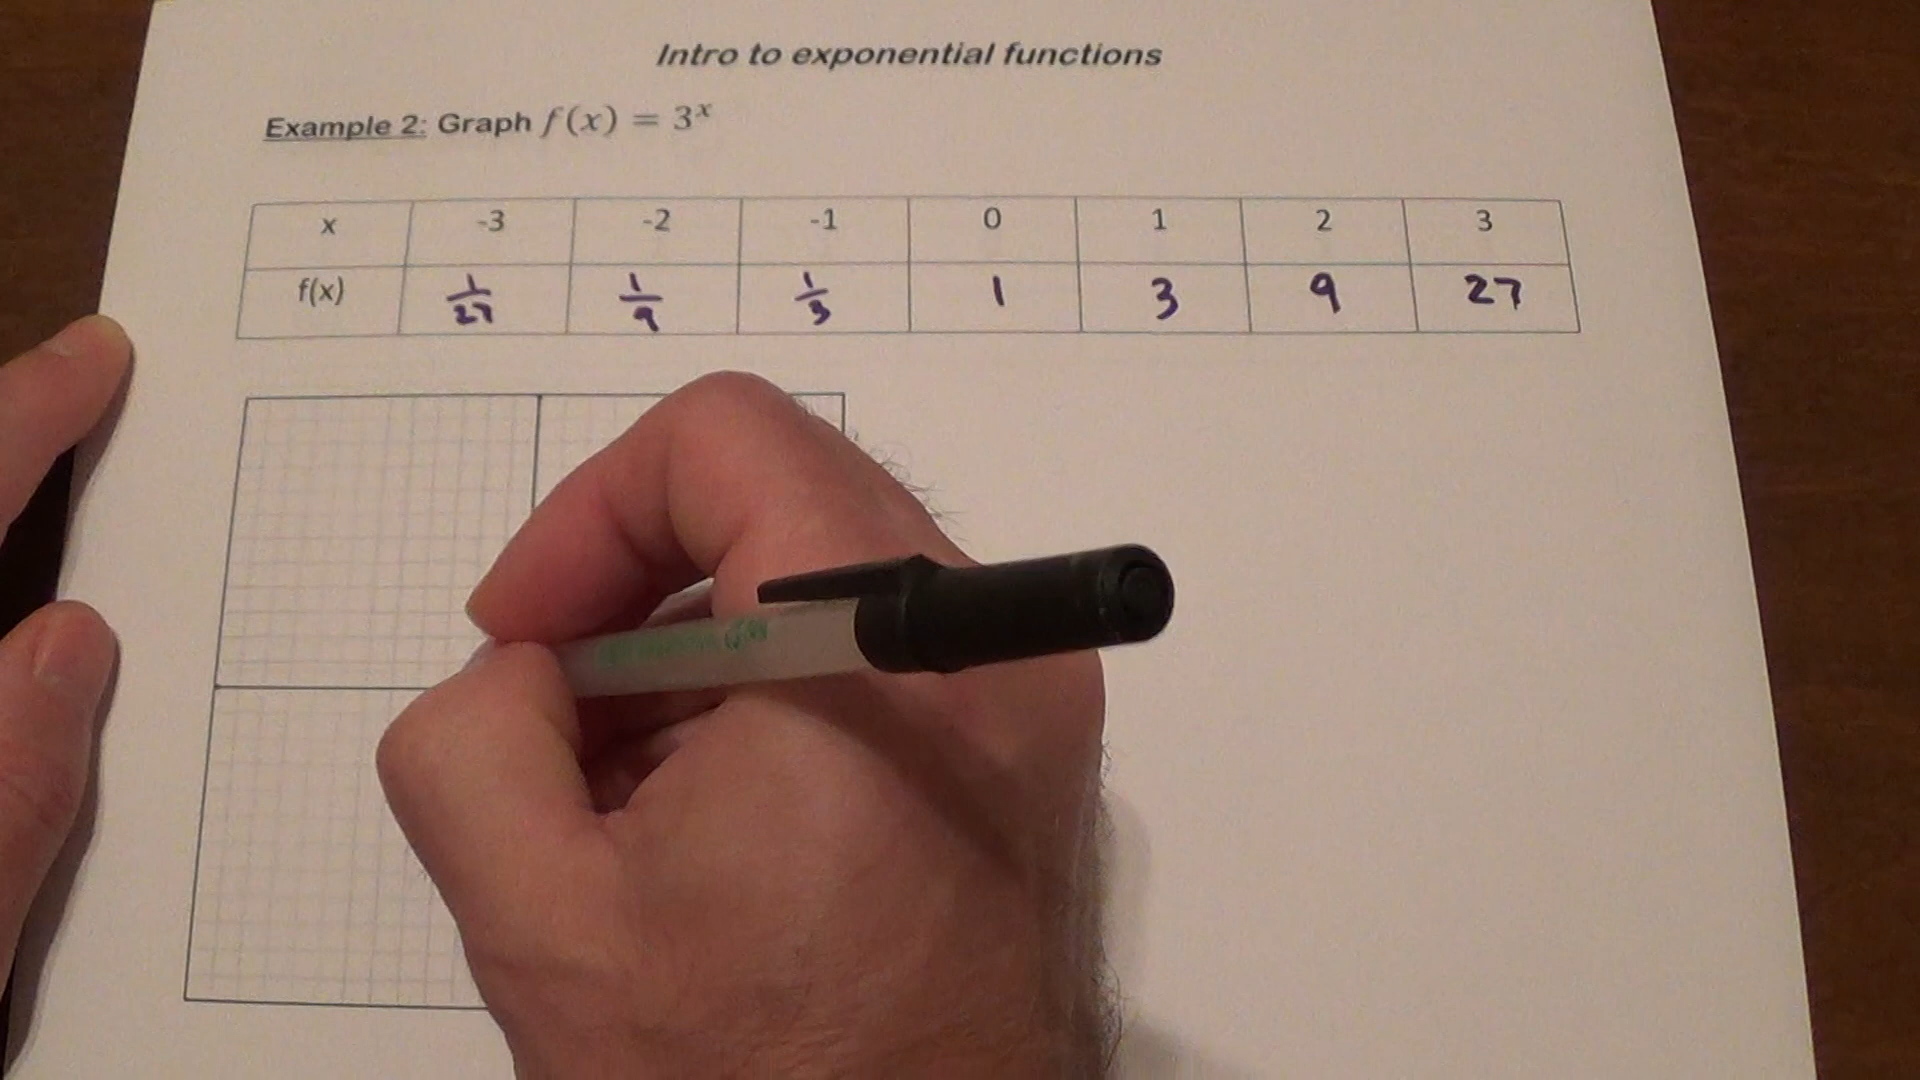 Intro to exponential functions
Example 2: Graph f(x) = 3ˣ
x -3 -2 -1 0 1 2 3
f(x) 1/27 1/9 1/3 1 3 9 27